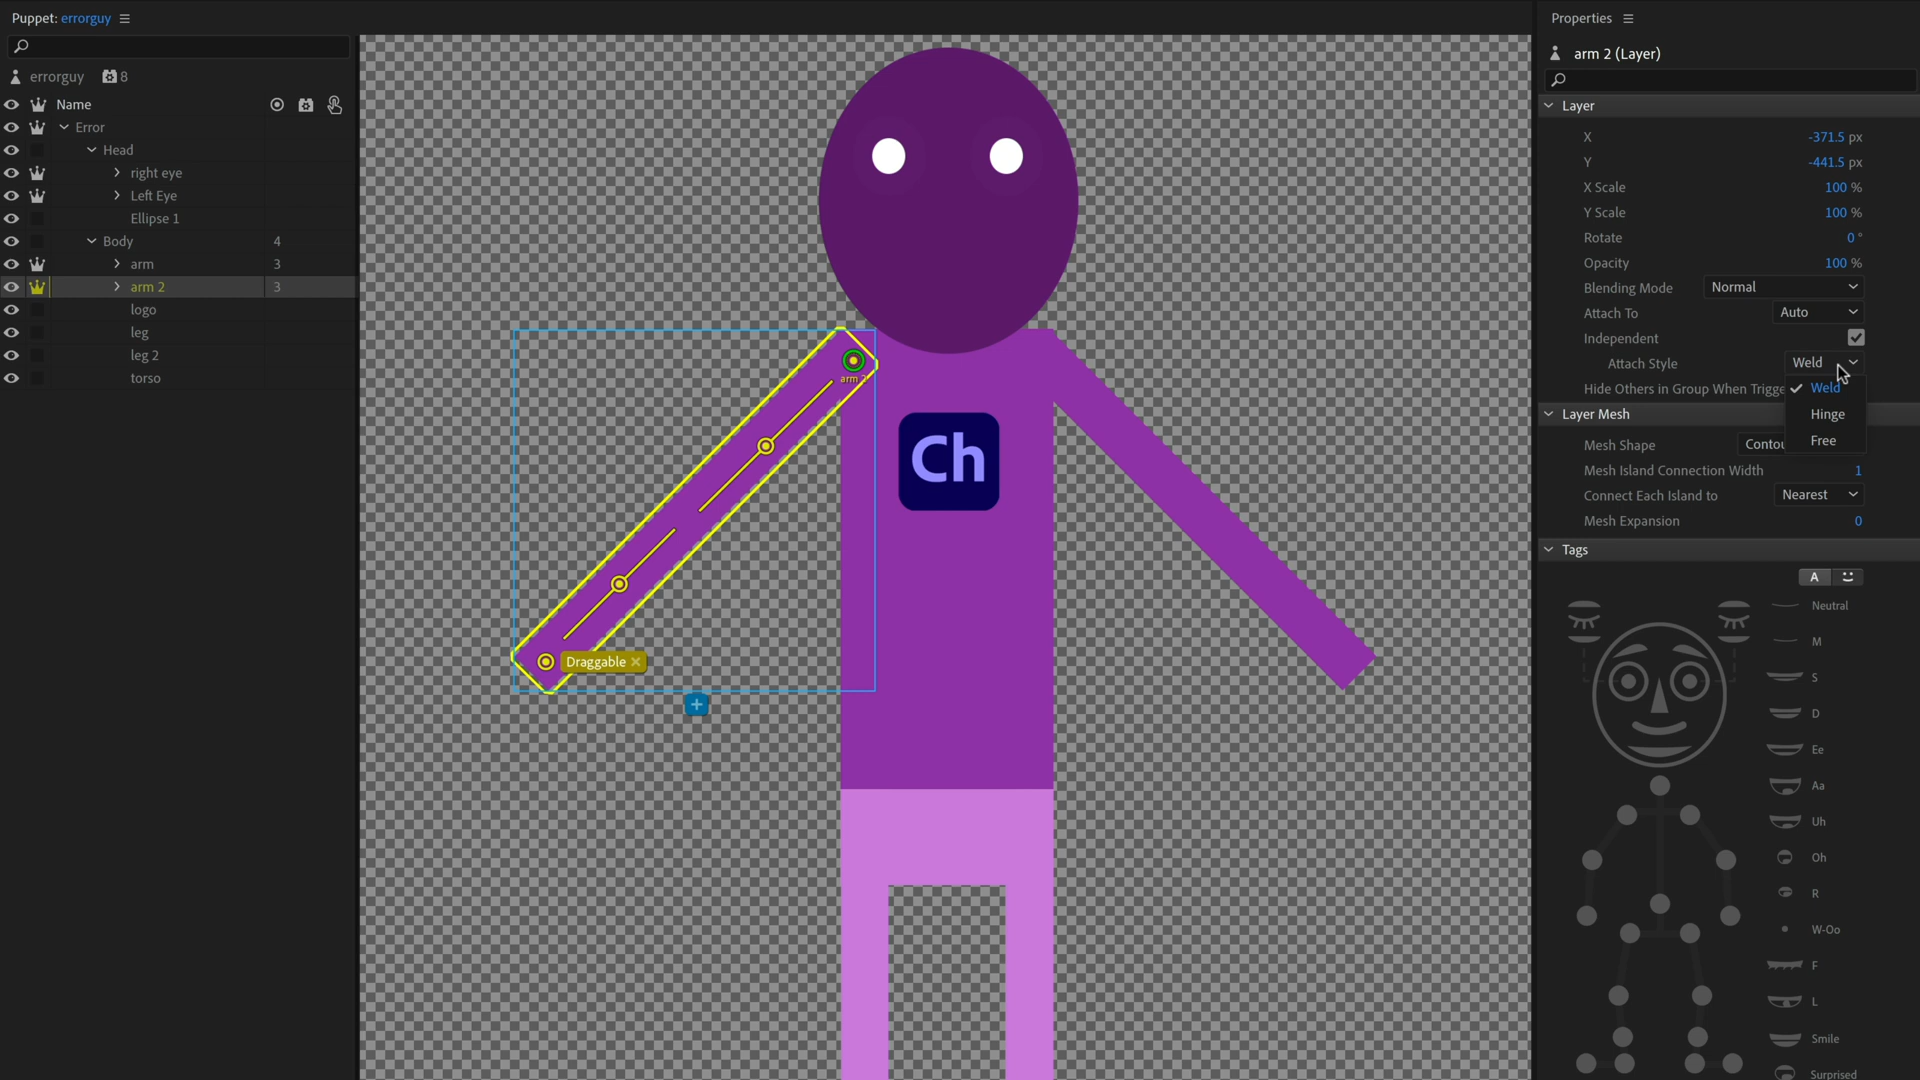 Puppet: errorguy
errorguy 8
Name
Error
Head
right eye
Left Eye
Ellipse 1
Body 4
arm 3
arm 2 3
logo
leg
leg 2
torso
arm 2
Ch
Draggable
Properties
arm 2 (Layer)
Layer
X -371.5 px
Y -441.5 px
X Scale 100 %
Y Scale 100 %
Rotate 0 °
Opacity 100 %
Blending Mode Normal
Attach To Auto
Independent
Attach Style Weld
Weld
Hinge
Free
Hide Others in Group When Trigge
Layer Mesh
Mesh Shape Contou
Mesh Island Connection Width 1
Connect Each Island to Nearest
Mesh Expansion 0
Tags
A
Neutral
M
S
D
Ee
Aa
Uh
Oh
R
W-Oo
F
L
Smile
Surprised